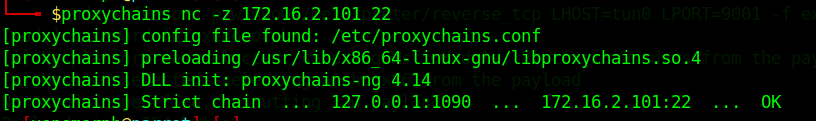 $proxychains nc -z 172.16.2.101 22
[proxychains] config file found: /etc/proxychains.conf
[proxychains] preloading /usr/lib/x86_64-linux-gnu/libproxychains.so.4
[proxychains] DLL init: proxychains-ng 4.14
[proxychains] Strict chain  ...  127.0.0.1:1090  ...  172.16.2.101:22  ...  OK